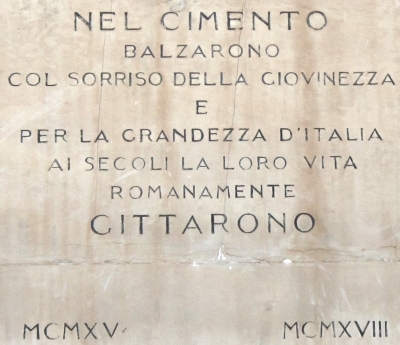 NEL CIMENTO
BALZARONO
COL SORRISO DELLA GIOVINEZZA
E
PER LA GRANDEZZA D'ITALIA
AI SECOLI LA LORO VITA
ROMANAMENTE
GITTARONO
MCMXV MCMXVIII